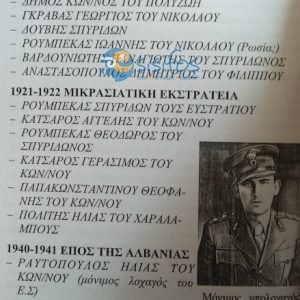 – ΔΗΜΟΣ ΚΩΝ/ΝΟΣ ΤΟΥ ΠΟΛΥΖΩΗ
– ΓΚΡΑΒΑΣ ΓΕΩΡΓΙΟΣ ΤΟΥ ΝΙΚΟΛΑΟΥ
– ΔΟΥΒΗΣ ΣΠΥΡΙΔΩΝ
– ΡΟΥΜΠΕΚΑΣ ΙΩΑΝΝΗΣ ΤΟΥ ΝΙΚΟΛΑΟΥ (Ρωσία;)
– ΒΑΡΔΟΥΝΙΩΤΗΣ ΠΑΝΑΓΙΩΤΗΣ ΤΟΥ ΣΠΥΡΙΔΩΝΟΣ
– ΑΝΑΣΤΑΣΟΠΟΥΛΟΣ ΔΗΜΗΤΡΙΟΣ ΤΟΥ ΦΙΛΙΠΠΟΥ
1921-1922 ΜΙΚΡΑΣΙΑΤΙΚΗ ΕΚΣΤΡΑΤΕΙΑ
– ΡΟΥΜΠΕΚΑΣ ΣΠΥΡΙΔΩΝ ΤΟΥΣ ΕΥΣΤΡΑΤΙΟΥ
– ΚΑΤΣΑΡΟΣ ΑΓΓΕΛΗΣ ΤΟΥ ΚΩΝ/ΝΟΥ
– ΡΟΥΜΠΕΚΑΣ ΘΕΟΔΩΡΟΣ ΤΟΥ
ΣΠΥΡΙΔΩΝΟΣ
– ΚΑΤΣΑΡΟΣ ΓΕΡΑΣΙΜΟΣ ΤΟΥ
ΚΩΝ/ΝΟΥ
– ΠΑΠΑΚΩΝΣΤΑΝΤΙΝΟΥ ΘΕΟΦΑ-
ΝΗΣ ΤΟΥ ΚΩΝ/ΝΟΥ
– ΠΟΛΙΤΗΣ ΗΛΙΑΣ ΤΟΥ ΧΑΡΑΛΑ-
ΜΠΟΥΣ
1940-1941 ΕΠΟΣ ΤΗΣ ΑΛΒΑΝΙΑΣ
– ΡΑΥΤΟΠΟΥΛΟΣ ΗΛΙΑΣ ΤΟΥ
ΚΩΝ/ΝΟΥ (μόνιμος λοχαγός του
Ε.Σ)
Μόνιμος υπολοχαγ